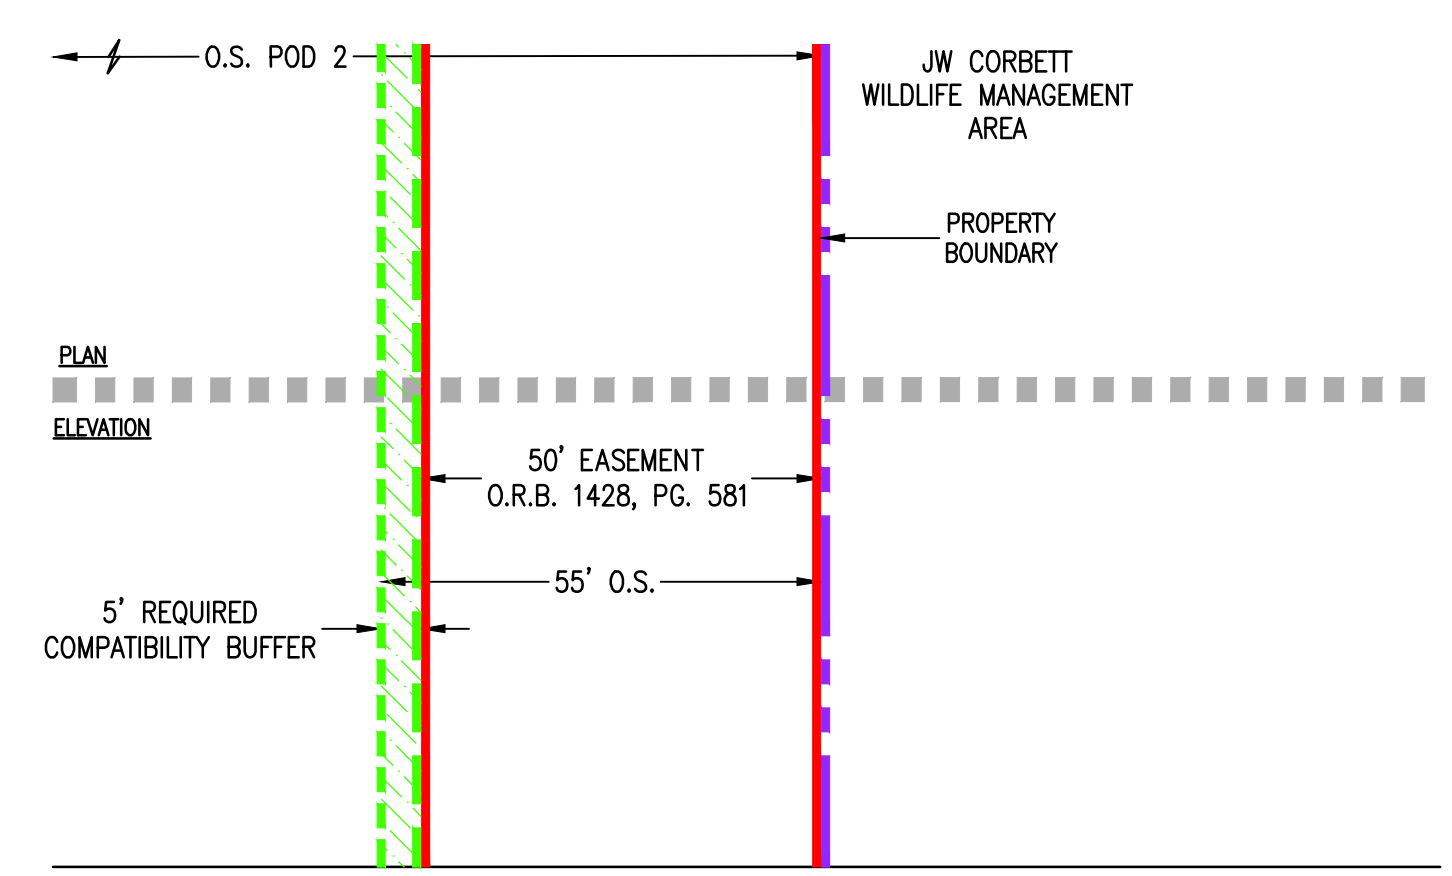 O.S. POD 2
JW CORBETT
WILDLIFE MANAGEMENT
AREA
PROPERTY
BOUNDARY
PLAN
ELEVATION
50' EASEMENT
O.R.B. 1428, PG. 581
55' O.S.
5' REQUIRED
COMPATIBILITY BUFFER